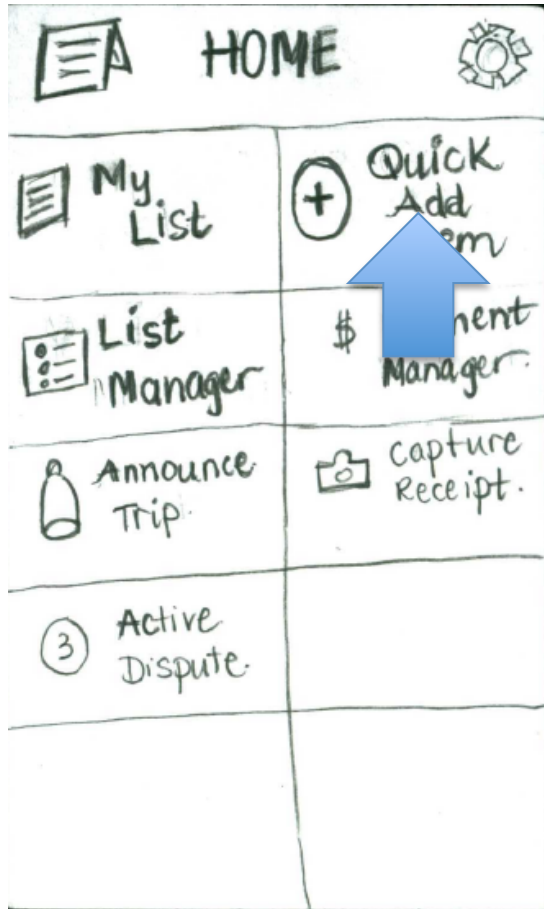 HOME
My
List
+ Quick
Add
List
Manager
$
Manager.
Announce
Trip.
Capture
Receipt.
3 Active
Dispute.